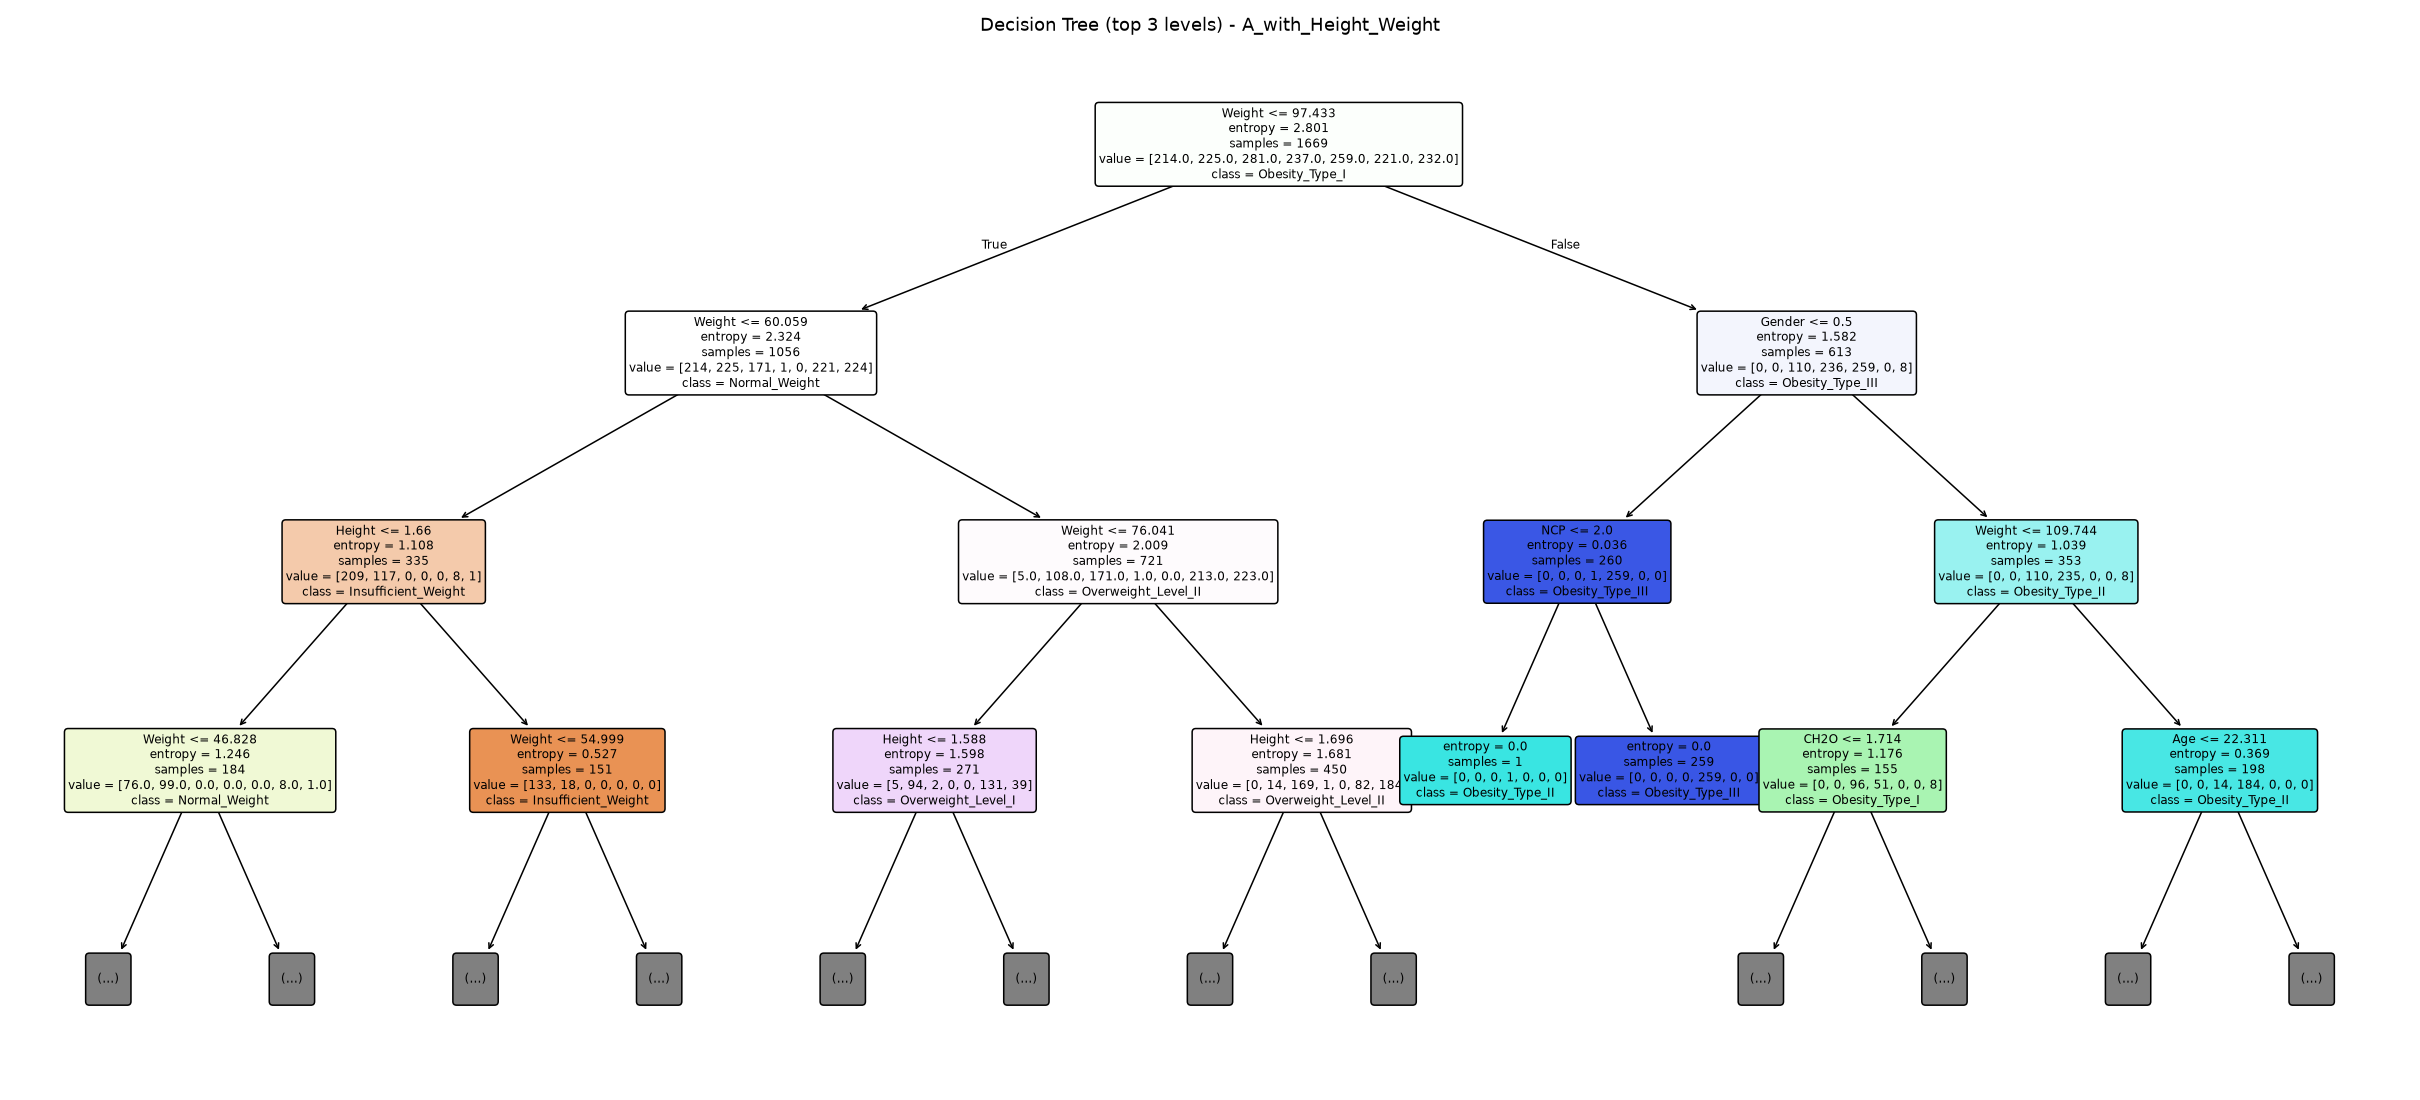 Decision Tree (top 3 levels) - A_with_Height_Weight
Weight <= 97.433
entropy = 2.801
samples = 1669
value = [214.0, 225.0, 281.0, 237.0, 259.0, 221.0, 232.0]
class = Obesity_Type_I
True
False
Weight <= 60.059
entropy = 2.324
samples = 1056
value = [214, 225, 171, 1, 0, 221, 224]
class = Normal_Weight
Gender <= 0.5
entropy = 1.582
samples = 613
value = [0, 0, 110, 236, 259, 0, 8]
class = Obesity_Type_III
Height <= 1.66
entropy = 1.108
samples = 335
value = [209, 117, 0, 0, 0, 8, 1]
class = Insufficient_Weight
Weight <= 76.041
entropy = 2.009
samples = 721
value = [5.0, 108.0, 171.0, 1.0, 0.0, 213.0, 223.0]
class = Overweight_Level_II
NCP <= 2.0
entropy = 0.036
samples = 260
value = [0, 0, 0, 1, 259, 0, 0]
class = Obesity_Type_III
Weight <= 109.744
entropy = 1.039
samples = 353
value = [0, 0, 110, 235, 0, 0, 8]
class = Obesity_Type_II
Weight <= 46.828
entropy = 1.246
samples = 184
value = [76.0, 99.0, 0.0, 0.0, 0.0, 8.0, 1.0]
class = Normal_Weight
Weight <= 54.999
entropy = 0.527
samples = 151
value = [133, 18, 0, 0, 0, 0, 0]
class = Insufficient_Weight
Height <= 1.588
entropy = 1.598
samples = 271
value = [5, 94, 2, 0, 0, 131, 39]
class = Overweight_Level_I
Height <= 1.696
entropy = 1.681
samples = 450
value = [0, 14, 169, 1, 0, 82, 184
class = Overweight_Level_II
entropy = 0.0
samples = 1
value = [0, 0, 0, 1, 0, 0, 0]
class = Obesity_Type_II
entropy = 0.0
samples = 259
value = [0, 0, 0, 0, 259, 0, 0]
class = Obesity_Type_III
CH2O <= 1.714
entropy = 1.176
samples = 155
value = [0, 0, 96, 51, 0, 0, 8]
class = Obesity_Type_I
Age <= 22.311
entropy = 0.369
samples = 198
value = [0, 0, 14, 184, 0, 0, 0]
class = Obesity_Type_II
(...)
(...)
(...)
(...)
(...)
(...)
(...)
(...)
(...)
(...)
(...)
(...)